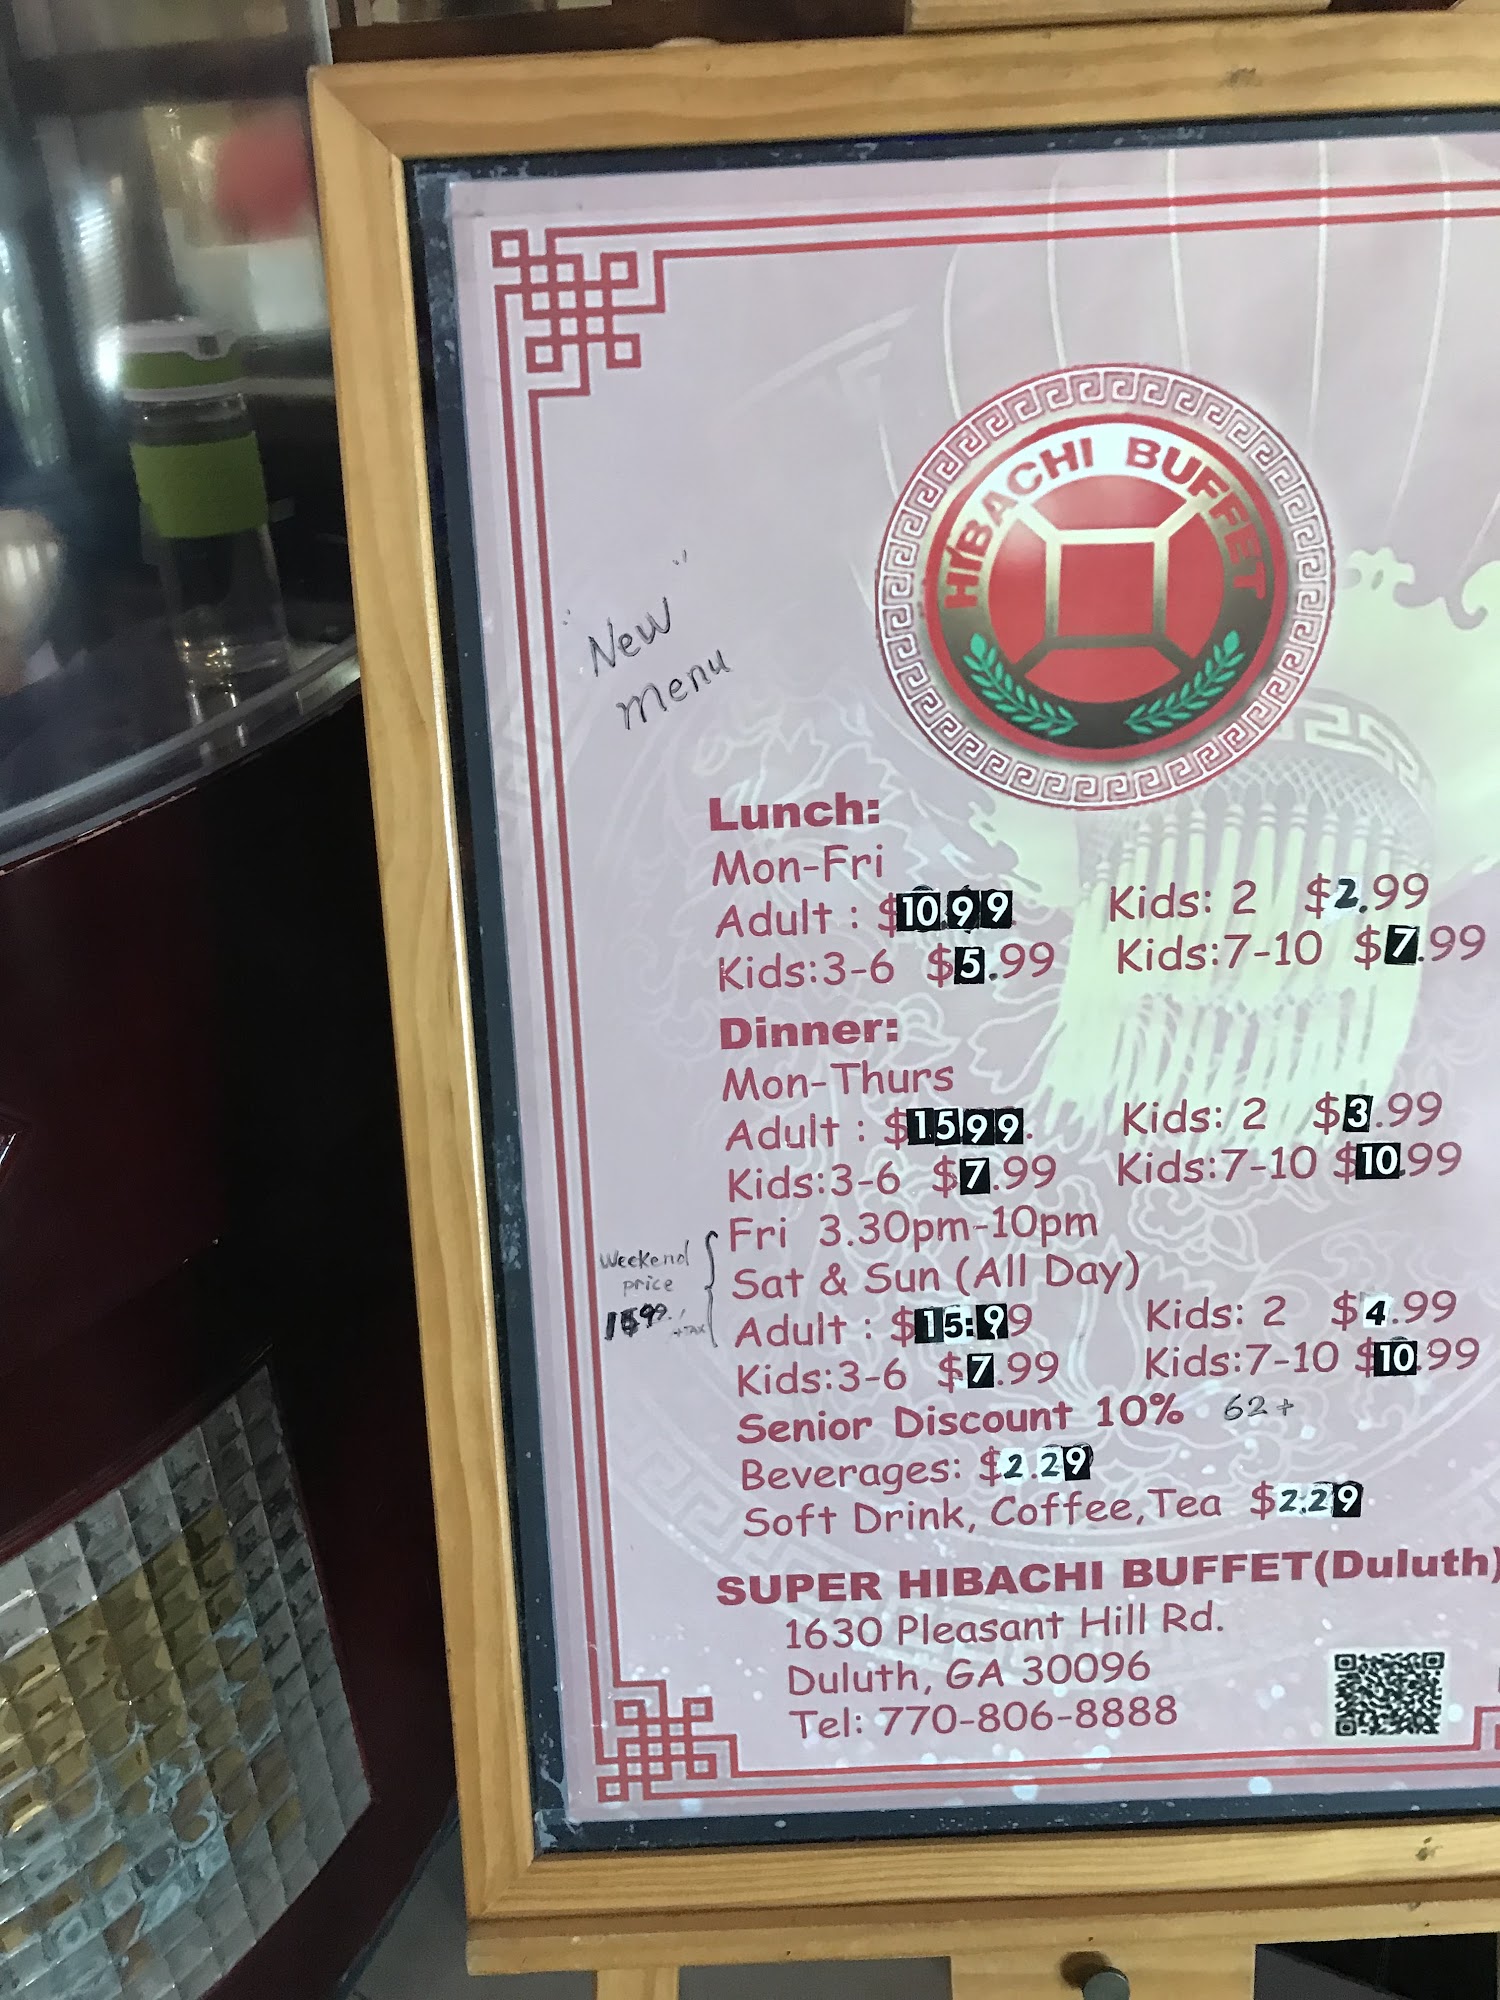 HIBACHI BUFFET
"New"
menu
Lunch:
Mon-Fri
Adult : $10.99 Kids: 2 $2.99
Kids:3-6 $5.99 Kids:7-10 $7.99
Dinner:
Mon-Thurs
Adult : $15.99 Kids: 2 $3.99
Kids:3-6 $7.99 Kids:7-10 $10.99
Fri 3.30pm-10pm
Sat & Sun (All Day)
Weekend
price
+TAX
Adult : $15.99 Kids: 2 $4.99
Kids:3-6 $7.99 Kids:7-10 $10.99
Senior Discount 10% 62+
Beverages: $2.29
Soft Drink, Coffee,Tea $2.29
SUPER HIBACHI BUFFET(Duluth)
1630 Pleasant Hill Rd.
Duluth, GA 30096
Tel: 770-806-8888